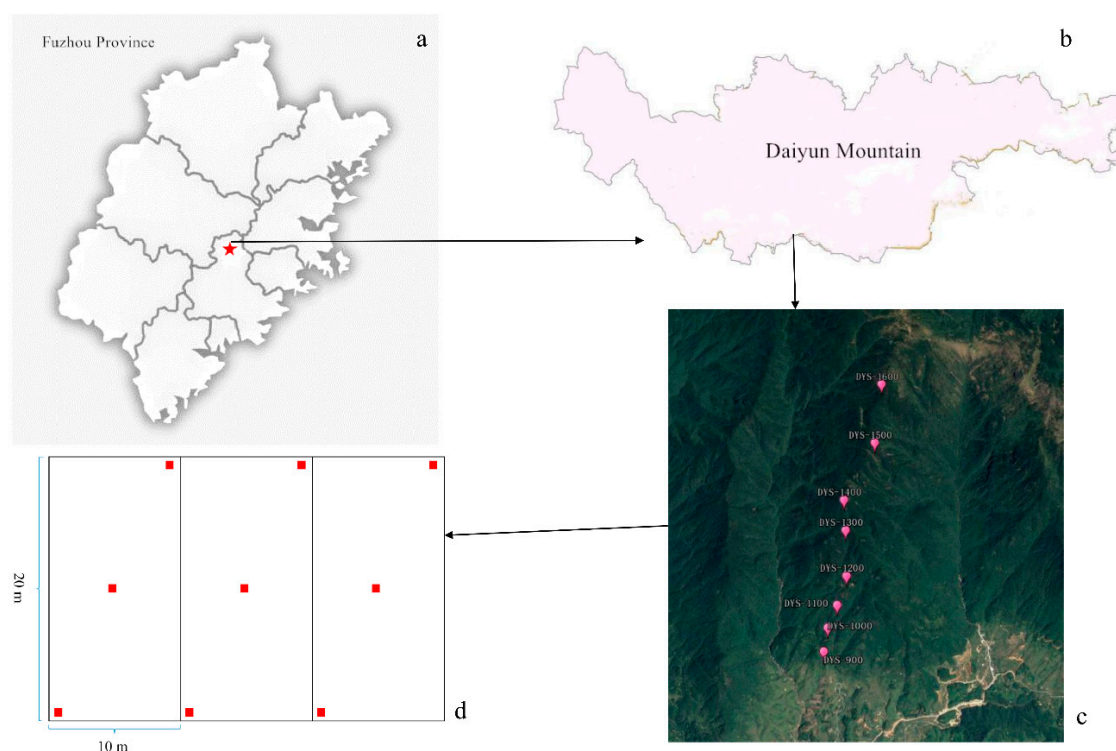 Fuzhou Province
a
b
Daiyun Mountain
DYS-1600
DYS-1500
DYS-1400
DYS-1300
DYS-1200
DYS-1100
DYS-1000
DYS-900
c
20 m
10 m
d